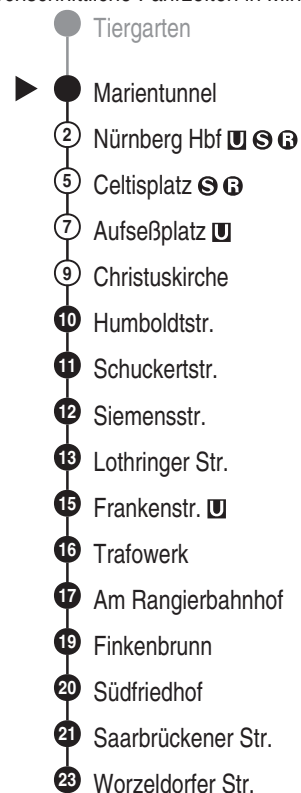 Tiergarten
Marientunnel
2 Nürnberg Hbf U S R
5 Celtisplatz S R
7 Aufseßplatz U
9 Christuskirche
10 Humboldtstr.
11 Schuckertstr.
12 Siemensstr.
13 Lothringer Str.
15 Frankenstr. U
16 Trafowerk
17 Am Rangierbahnhof
19 Finkenbrunn
20 Südfriedhof
21 Saarbrückener Str.
23 Worzeldorfer Str.